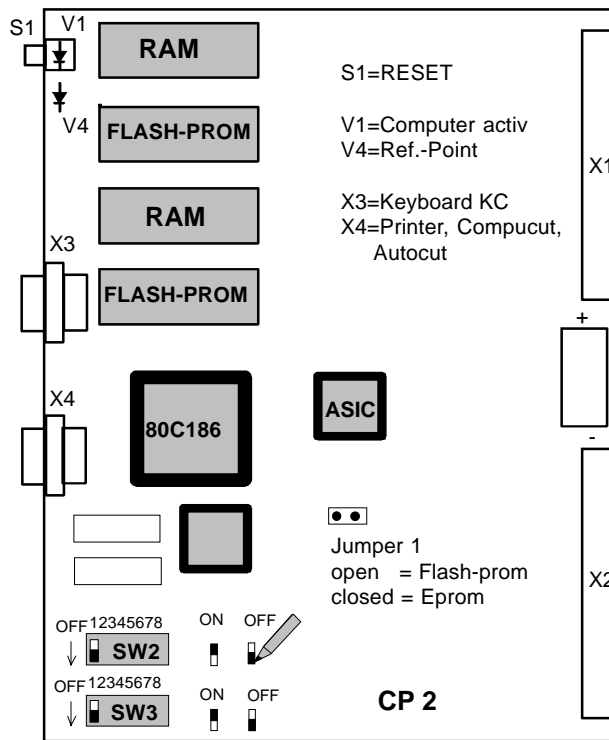 S1 V1
RAM
S1=RESET
V4
FLASH-PROM
V1=Computer activ
V4=Ref.-Point
X1
RAM
X3=Keyboard KC
X4=Printer, Compucut,
Autocut
X3
FLASH-PROM
+
X4
80C186
ASIC
-
Jumper 1
open = Flash-prom
closed = Eprom
X2
OFF 12345678 ON OFF
SW2
OFF 12345678 ON OFF
SW3
CP 2